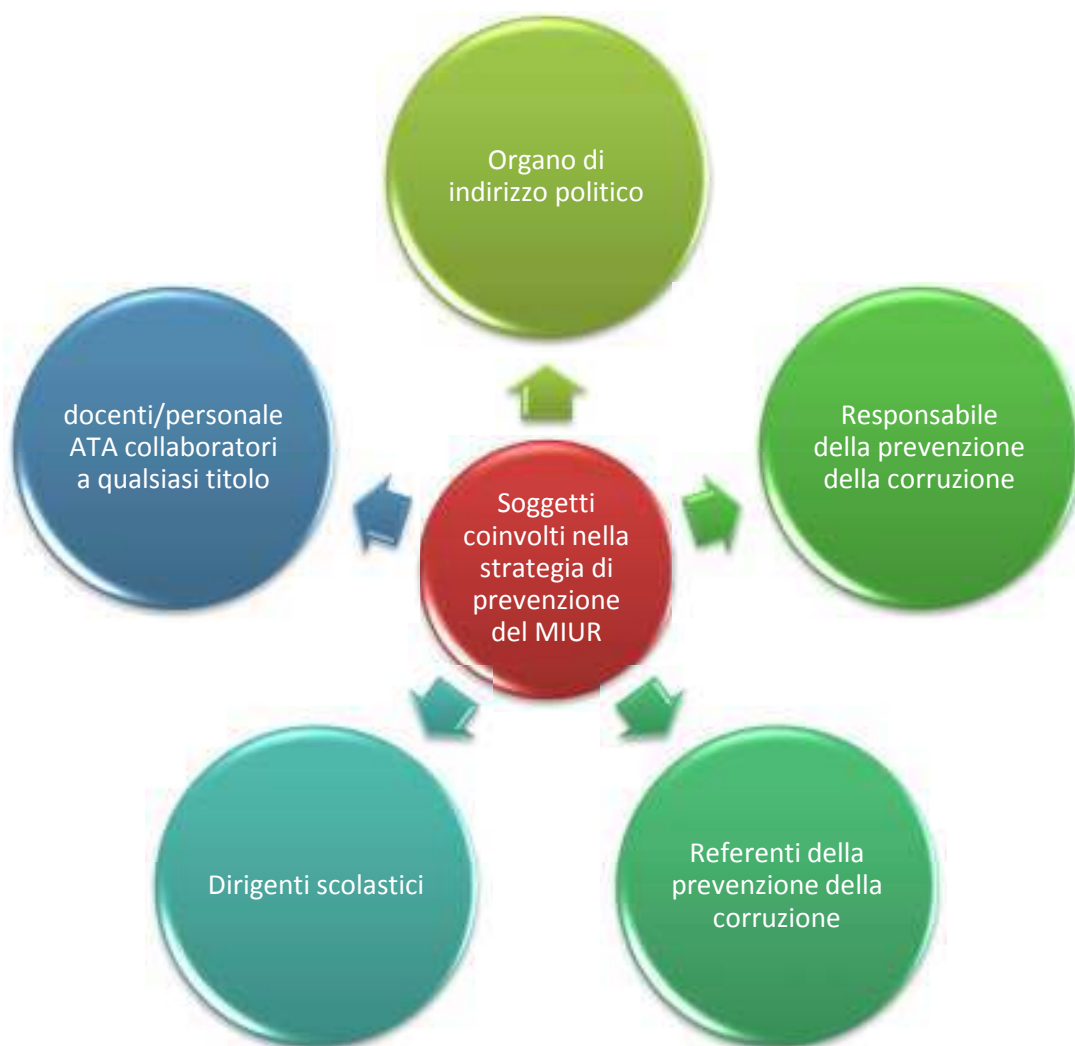 Organo di
indirizzo politico
docenti/personale
ATA collaboratori
a qualsiasi titolo
Responsabile
della prevenzione
della corruzione
Soggetti
coinvolti nella
strategia di
prevenzione
del MIUR
Dirigenti scolastici
Referenti della
prevenzione della
corruzione